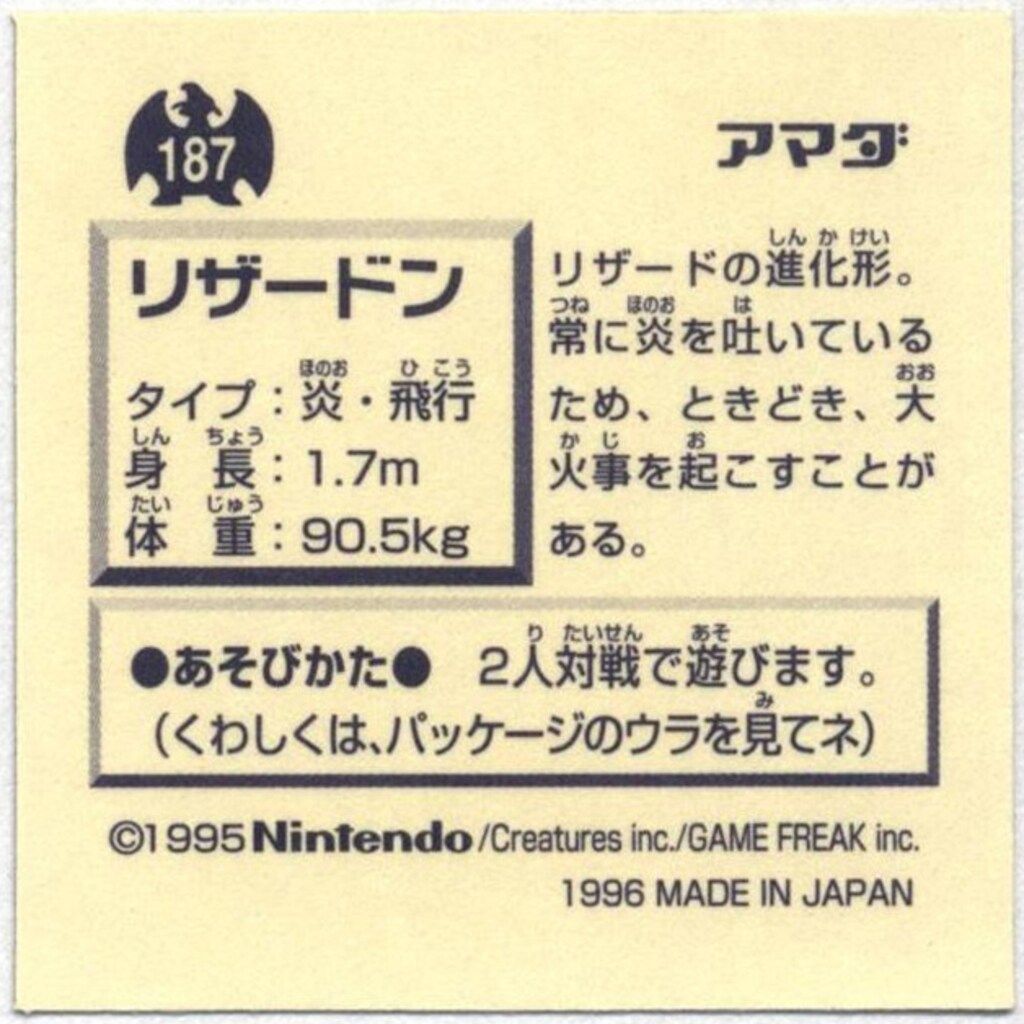 187
アマダ
リザードン
タイプ：炎・飛行
身　長：1.7m
体　重：90.5kg
リザードの進化形。
常に炎を吐いている
ため、ときどき、大
火事を起こすことが
ある。
●あそびかた●　2人対戦で遊びます。
（くわしくは、パッケージのウラを見てネ）
©1995 Nintendo/Creatures inc./GAME FREAK inc.
1996 MADE IN JAPAN